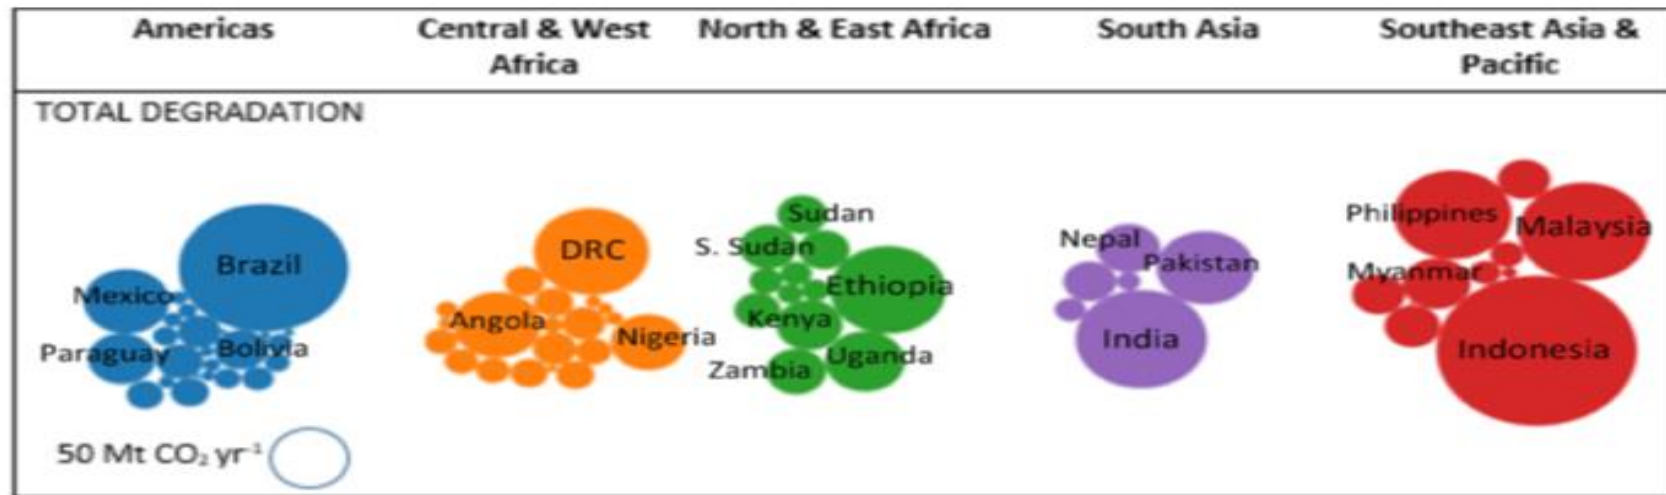 Americas
Central & West
Africa
North & East Africa
South Asia
Southeast Asia &
Pacific
TOTAL DEGRADATION
Brazil
Mexico
Paraguay
Bolivia
50 Mt CO₂ yr⁻¹
DRC
Angola
Nigeria
Sudan
S. Sudan
Ethiopia
Kenya
Uganda
Zambia
Nepal
Pakistan
India
Philippines
Malaysia
Myanmar
Indonesia